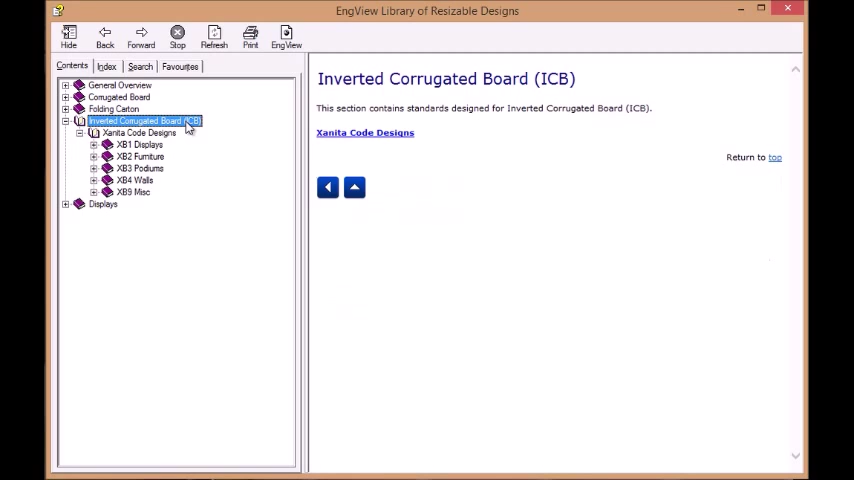 EngView Library of Resizable Designs
Hide Back Forward Stop Refresh Print EngView
Contents Index Search Favourites
General Overview
Corrugated Board
Folding Carton
Inverted Corrugated Board (ICB)
Xanita Code Designs
XB1 Displays
XB2 Furniture
XB3 Podiums
XB4 Walls
XB9 Misc
Displays
Inverted Corrugated Board (ICB)
This section contains standards designed for Inverted Corrugated Board (ICB).
Xanita Code Designs
Return to top